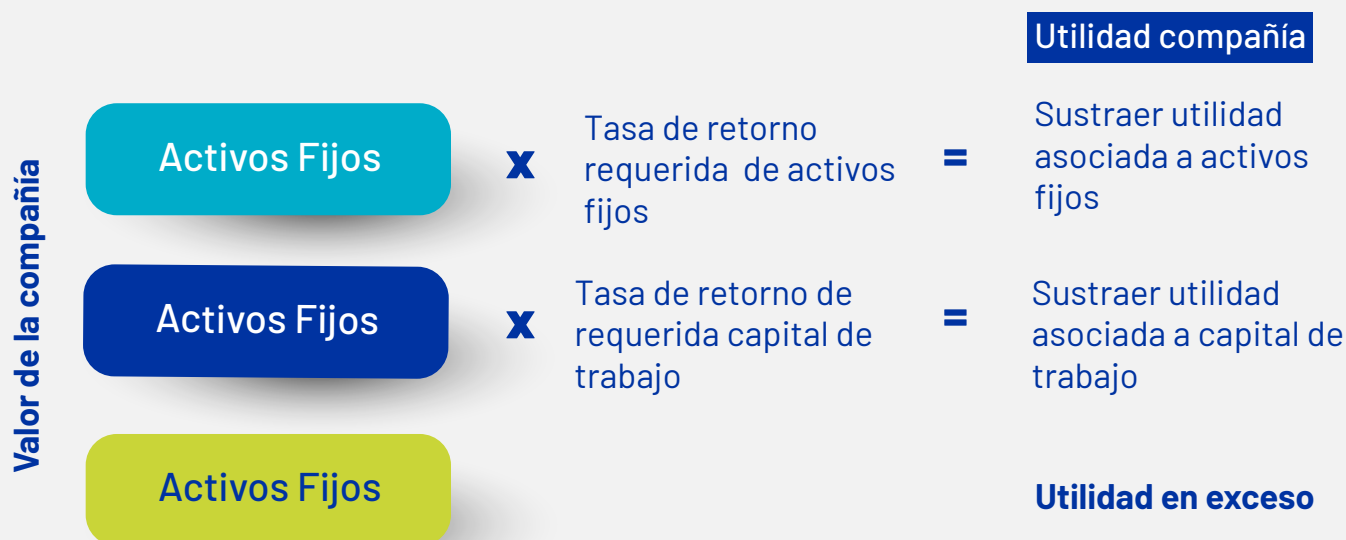 Utilidad compañía
Valor de la compañía
Activos Fijos
x
Tasa de retorno
requerida de activos
fijos
=
Sustraer utilidad
asociada a activos
fijos
Activos Fijos
x
Tasa de retorno de
requerida capital de
trabajo
=
Sustraer utilidad
asociada a capital de
trabajo
Activos Fijos
Utilidad en exceso